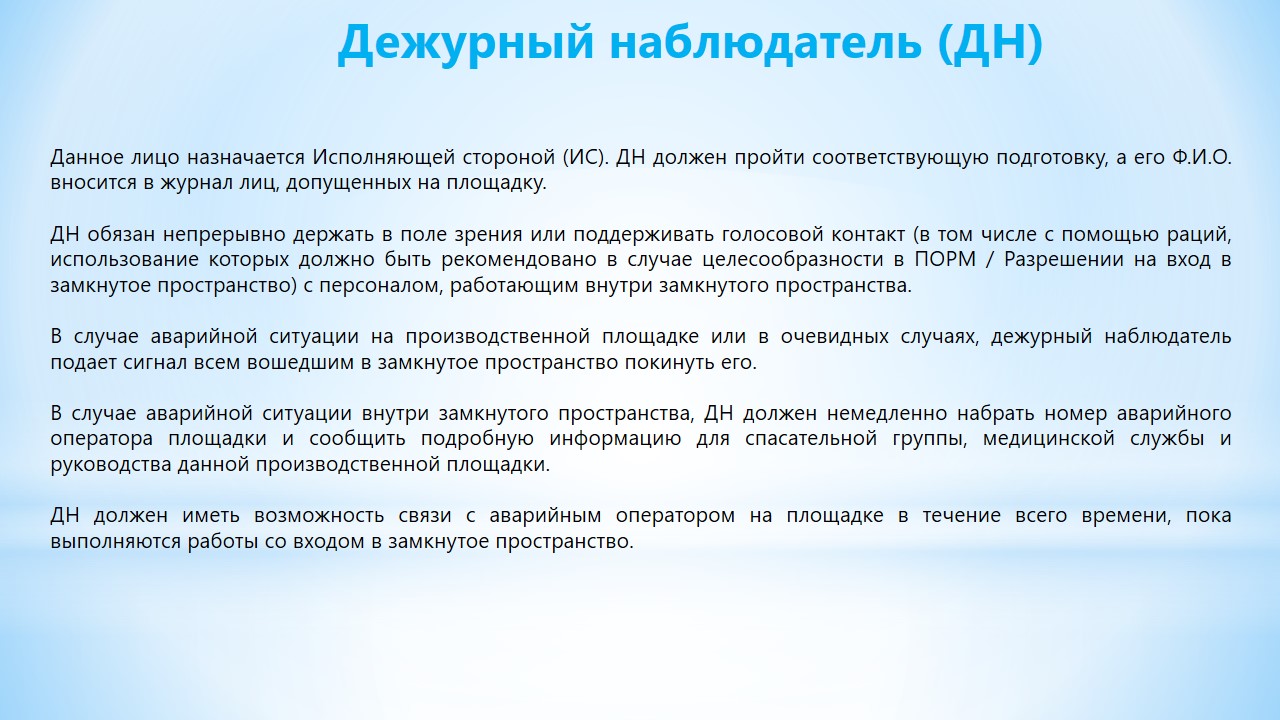 Дежурный наблюдатель (ДН)
Данное лицо назначается Исполняющей стороной (ИС). ДН должен пройти соответствующую подготовку, а его Ф.И.О.
вносится в журнал лиц, допущенных на площадку.
ДН обязан непрерывно держать в поле зрения или поддерживать голосовой контакт (в том числе с помощью раций,
использование которых должно быть рекомендовано в случае целесообразности в ПОРМ / Разрешении на вход в
замкнутое пространство) с персоналом, работающим внутри замкнутого пространства.
В случае аварийной ситуации на производственной площадке или в очевидных случаях, дежурный наблюдатель
подает сигнал всем вошедшим в замкнутое пространство покинуть его.
В случае аварийной ситуации внутри замкнутого пространства, ДН должен немедленно набрать номер аварийного
оператора площадки и сообщить подробную информацию для спасательной группы, медицинской службы и
руководства данной производственной площадки.
ДН должен иметь возможность связи с аварийным оператором на площадке в течение всего времени, пока
выполняются работы со входом в замкнутое пространство.